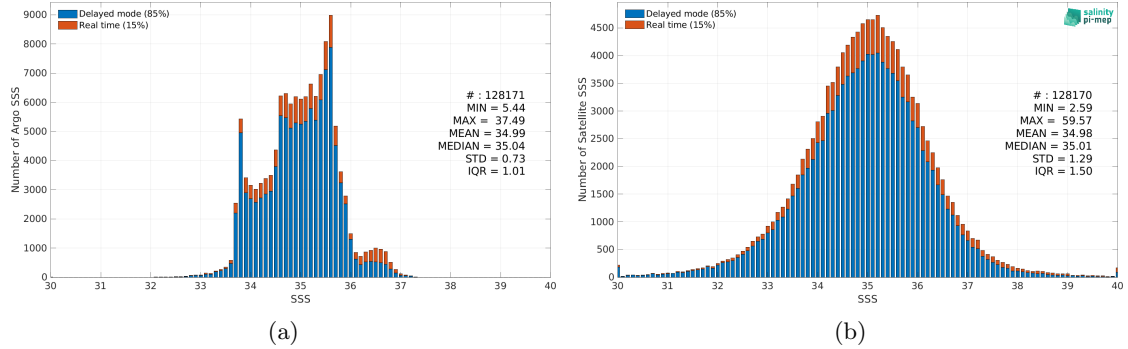 Delayed mode (85%)
Real time (15%)
9000
8000
7000
6000
5000
4000
3000
2000
1000
0
Number of Argo SSS
# : 128171
MIN = 5.44
MAX = 37.49
MEAN = 34.99
MEDIAN = 35.04
STD = 0.73
IQR = 1.01
30 31 32 33 34 35 36 37 38 39 40
SSS
(a)
Delayed mode (85%)
Real time (15%)
salinity
pi-mep
4500
4000
3500
3000
2500
2000
1500
1000
500
0
Number of Satellite SSS
# : 128170
MIN = 2.59
MAX = 59.57
MEAN = 34.98
MEDIAN = 35.01
STD = 1.29
IQR = 1.50
30 31 32 33 34 35 36 37 38 39 40
SSS
(b)